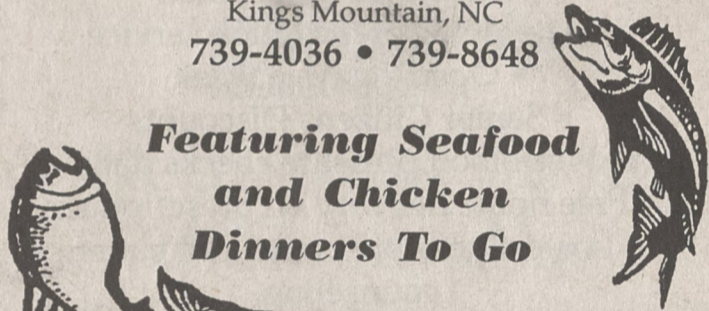 Kings Mountain, NC
739-4036 • 739-8648
Featuring Seafood
and Chicken
Dinners To Go